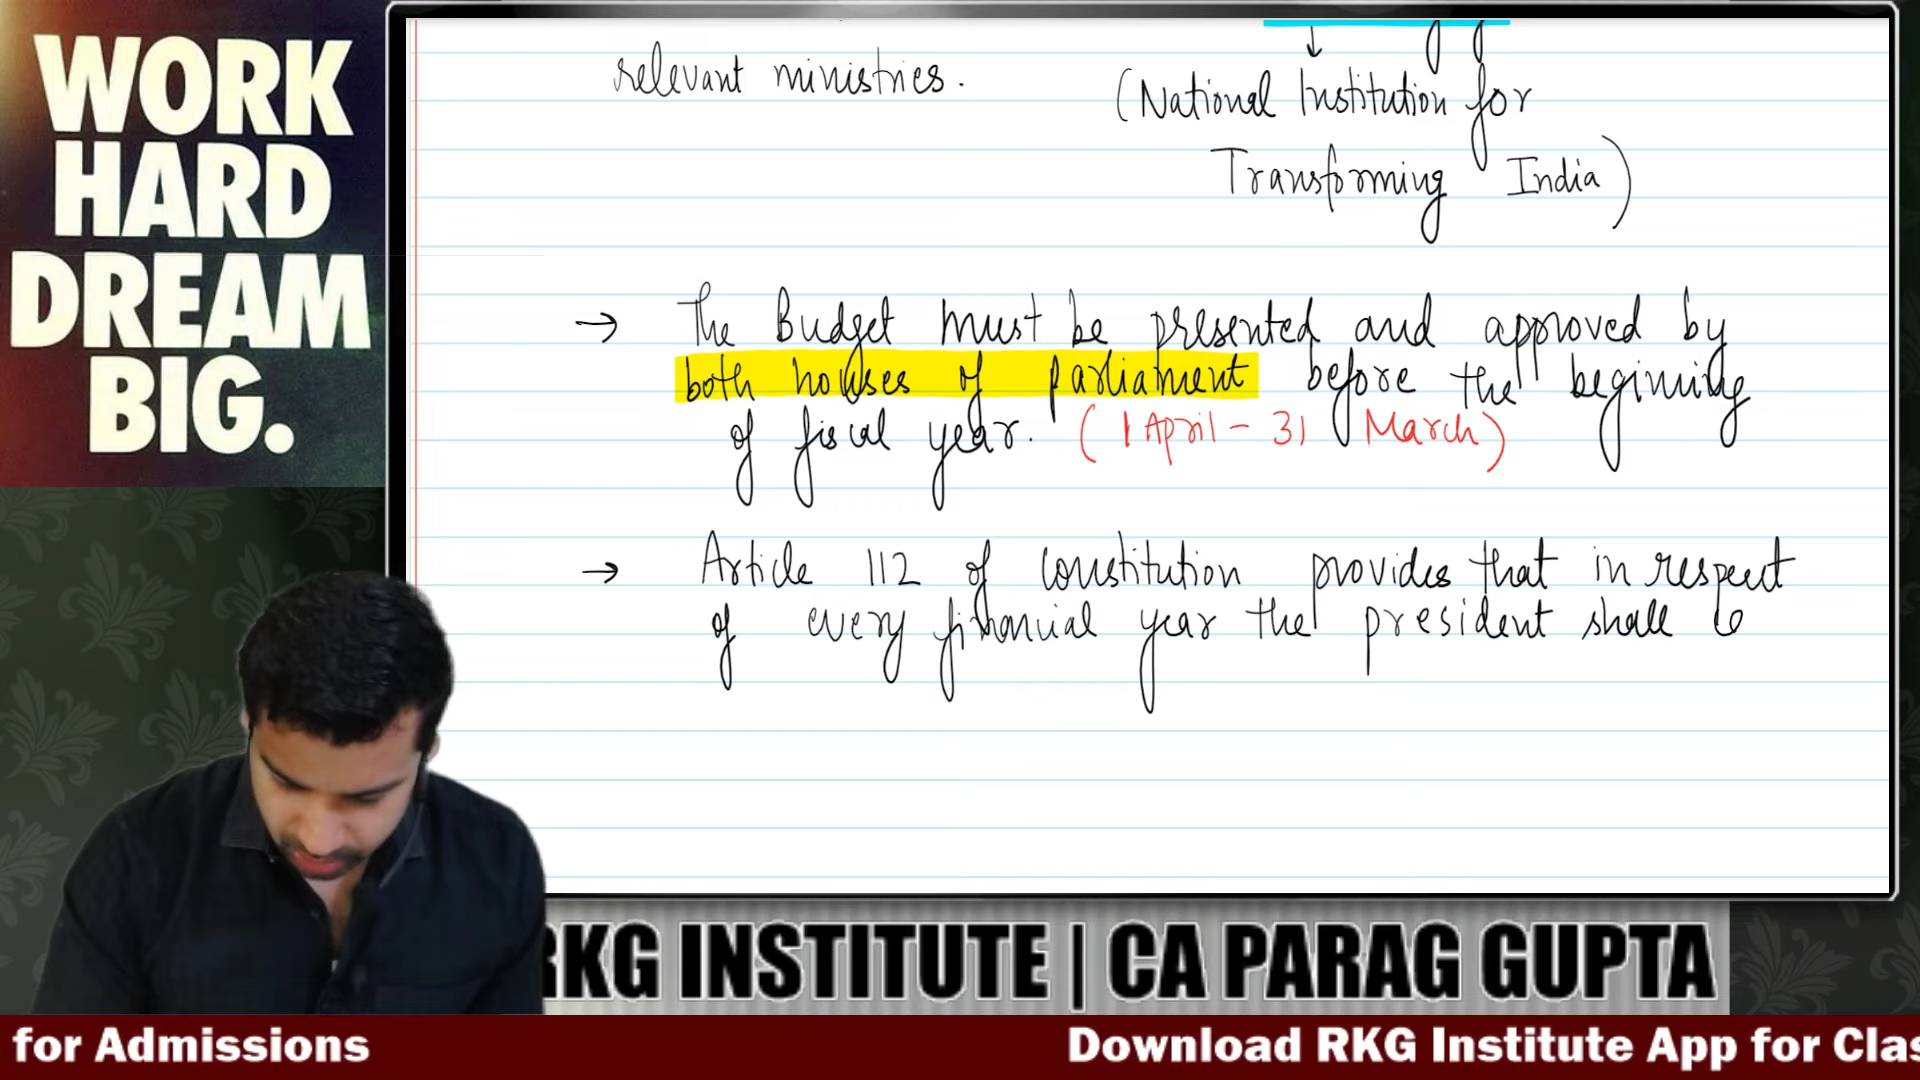 WORK
HARD
DREAM
BIG.
relevant ministries.
(National Institution for
Transforming India)
→ The Budget must be presented and approved by
both houses of parliament before the beginning
of fiscal year. (1 April - 31 March)
→ Article 112 of constitution provides that in respect
of every financial year the president shall
RKG INSTITUTE | CA PARAG GUPTA
for Admissions
Download RKG Institute App for Clas